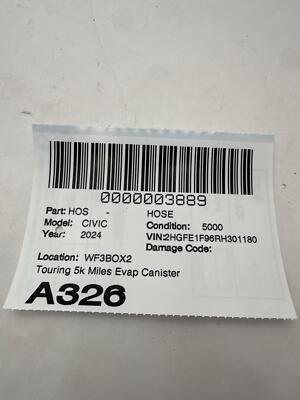 0000003889
Part: HOS - HOSE
Model: CIVIC Condition: 5000
Year: 2024 VIN:2HGFE1F96RH301180
Damage Code:
Location: WF3BOX2
Touring 5k Miles Evap Canister
A326